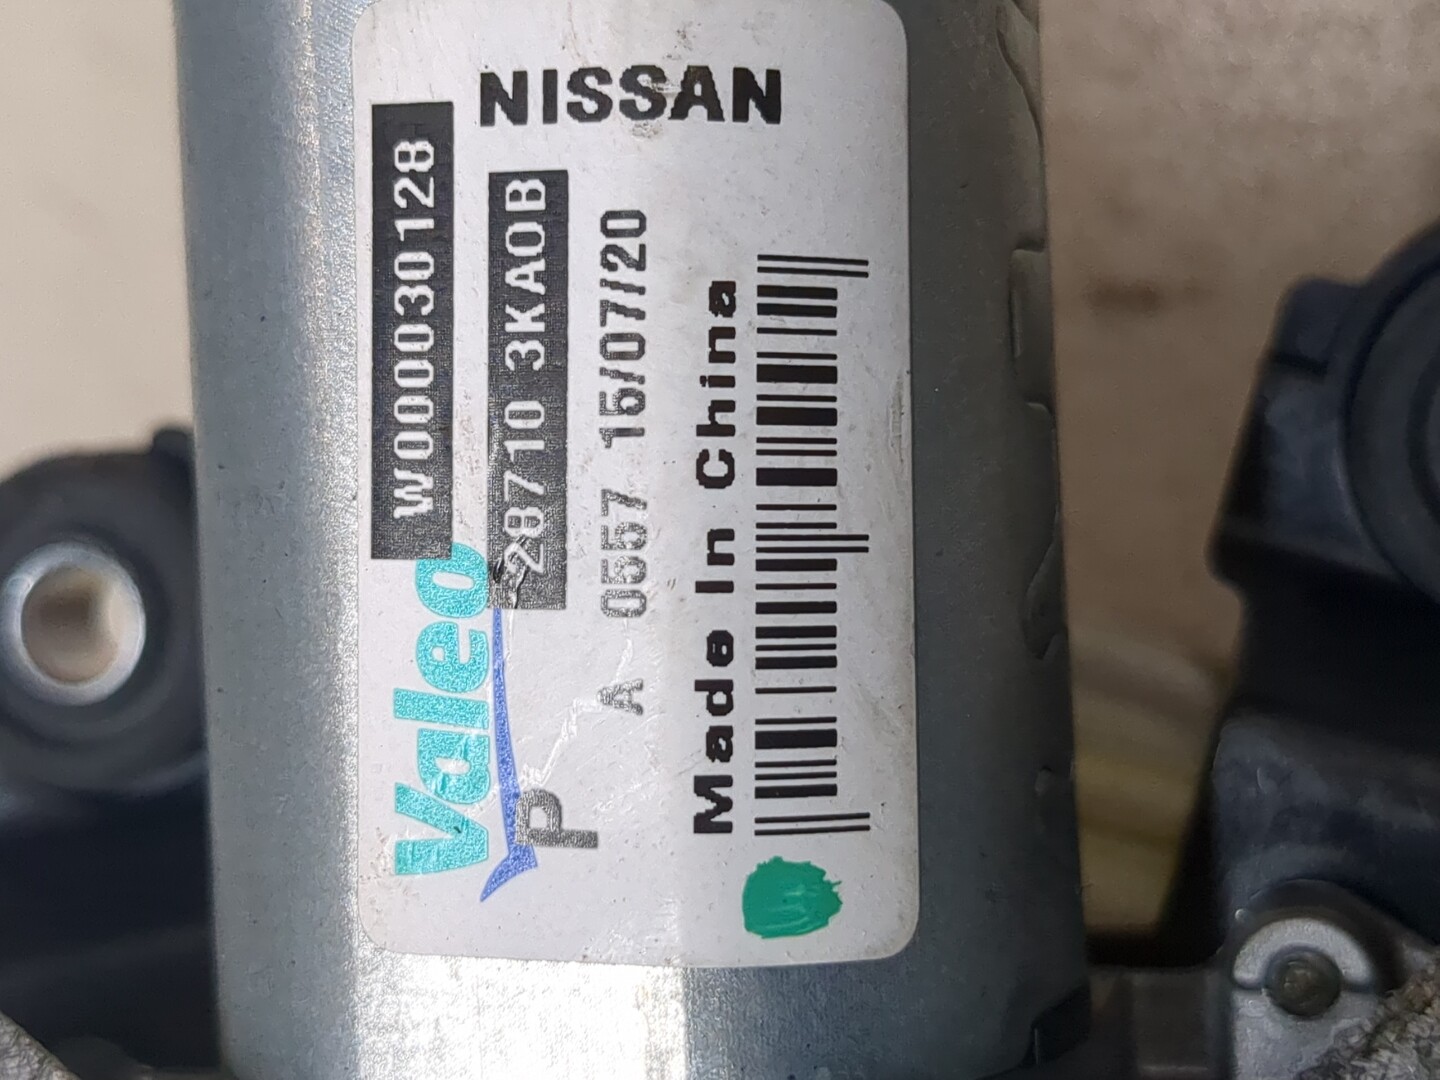 NISSAN
W000030128
Valeo
28710 3KA0B
P
A 0557 15/07/20
Made In China